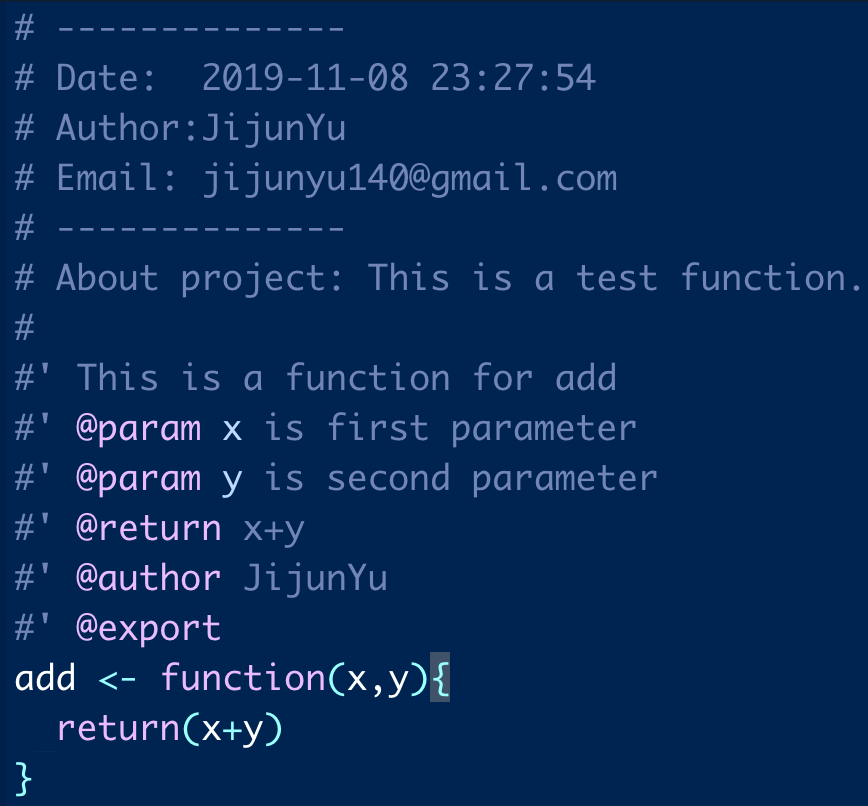 # --------------
# Date:  2019-11-08 23:27:54
# Author:JijunYu
# Email: jijunyu140@gmail.com
# --------------
# About project: This is a test function.
#
#' This is a function for add
#' @param x is first parameter
#' @param y is second parameter
#' @return x+y
#' @author JijunYu
#' @export
add <- function(x,y){
  return(x+y)
}